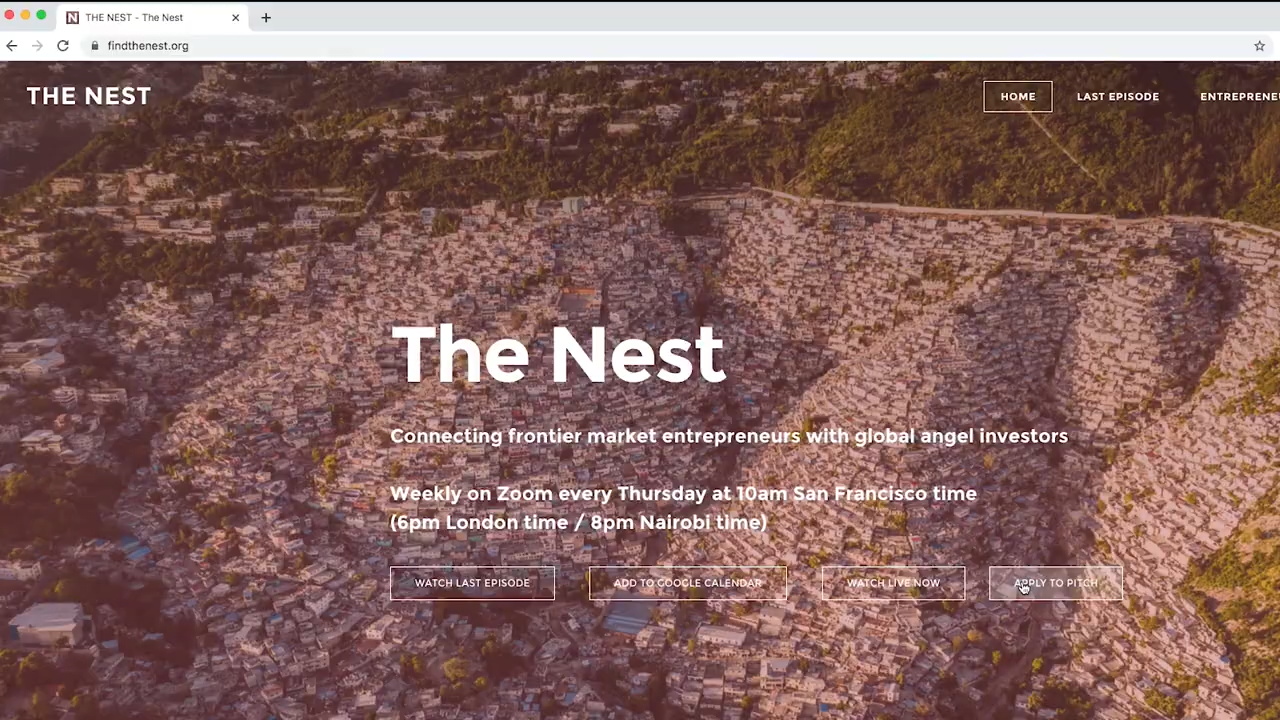 THE NEST - The Nest
findthenest.org
THE NEST
HOME
LAST EPISODE
The Nest
Connecting frontier market entrepreneurs with global angel investors
Weekly on Zoom every Thursday at 10am San Francisco time
(6pm London time / 8pm Nairobi time)
WATCH LAST EPISODE
ADD TO GOOGLE CALENDAR
WATCH LIVE NOW
APPLY TO PITCH